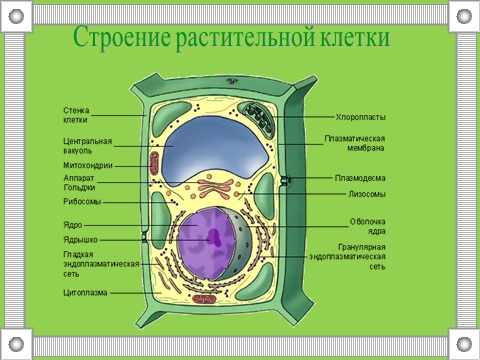 Строение растительной клетки
Стенка
клетки
Центральная
вакуоль
Митохондрии
Аппарат
Гольджи
Рибосомы
Ядро
Ядрышко
Гладкая
эндоплазматическая
сеть
Цитоплазма
Хлоропласты
Плазматическая
мембрана
Плазмодесма
Лизосомы
Оболочка
ядра
Гранулярная
эндоплазматическая
сеть